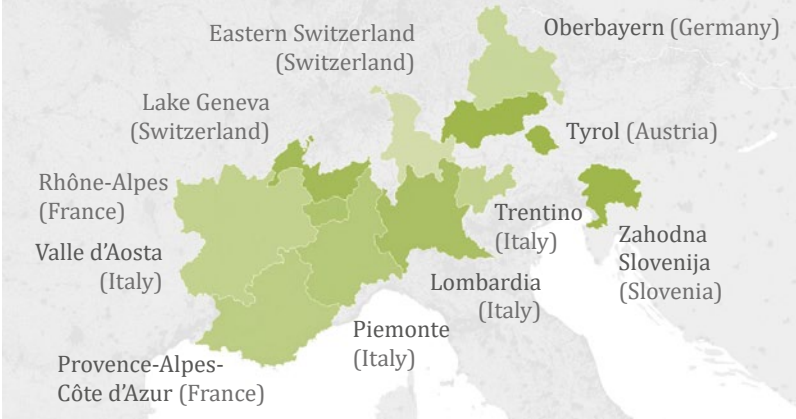 Eastern Switzerland
(Switzerland)
Oberbayern (Germany)
Lake Geneva
(Switzerland)
Tyrol (Austria)
Rhône-Alpes
(France)
Trentino
(Italy)
Zahodna
Slovenija
(Slovenia)
Valle d'Aosta
(Italy)
Lombardia
(Italy)
Piemonte
(Italy)
Provence-Alpes-
Côte d'Azur (France)